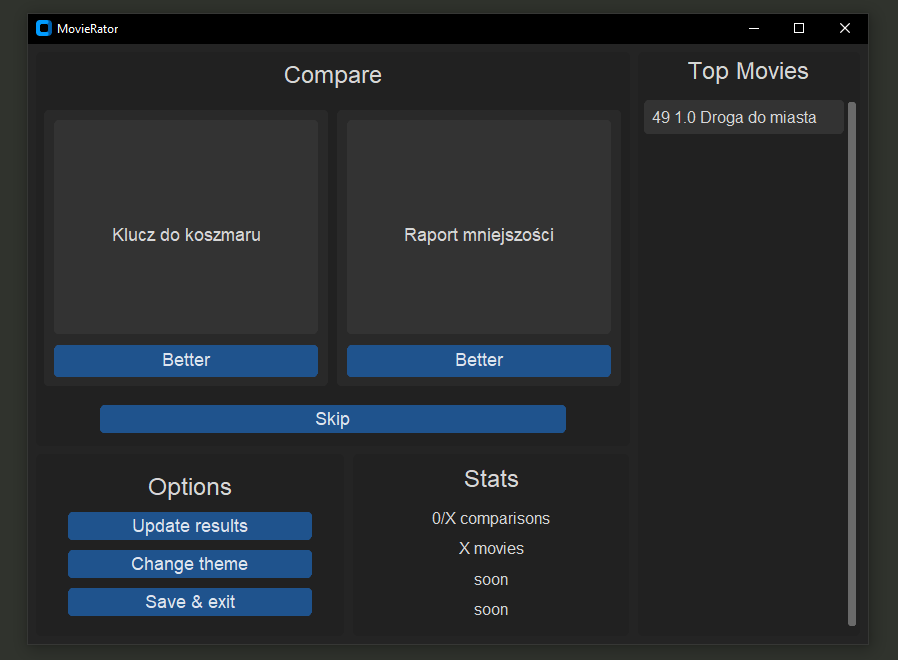 MovieRator
Compare
Klucz do koszmaru
Raport mniejszości
Better
Better
Skip
Options
Update results
Change theme
Save & exit
Stats
0/X comparisons
X movies
soon
soon
Top Movies
49 1.0 Droga do miasta